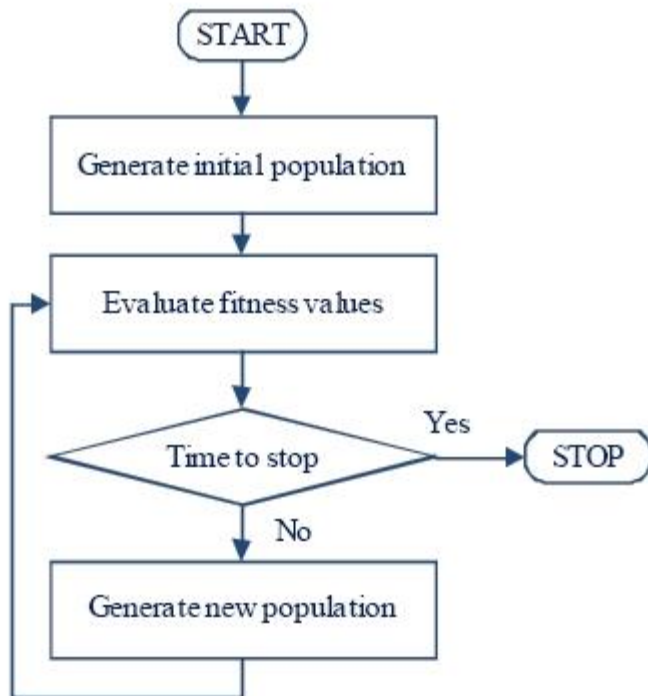 START
Generate initial population
Evaluate fitness values
Time to stop
Yes
STOP
No
Generate new population